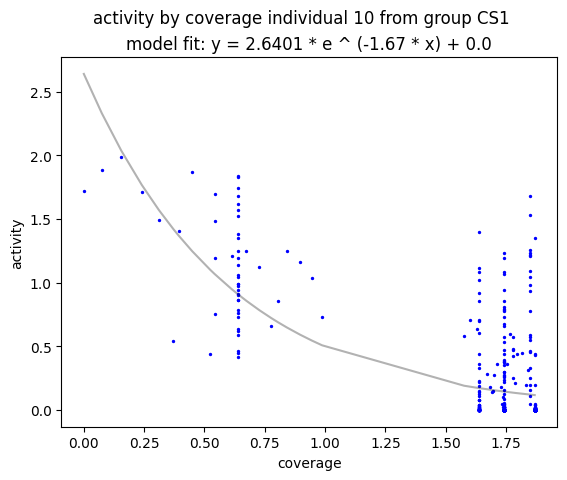 activity by coverage individual 10 from group CS1
model fit: y = 2.6401 * e ^ (-1.67 * x) + 0.0
2.5
2.0
1.5
1.0
0.5
0.0
activity
0.00 0.25 0.50 0.75 1.00 1.25 1.50 1.75
coverage